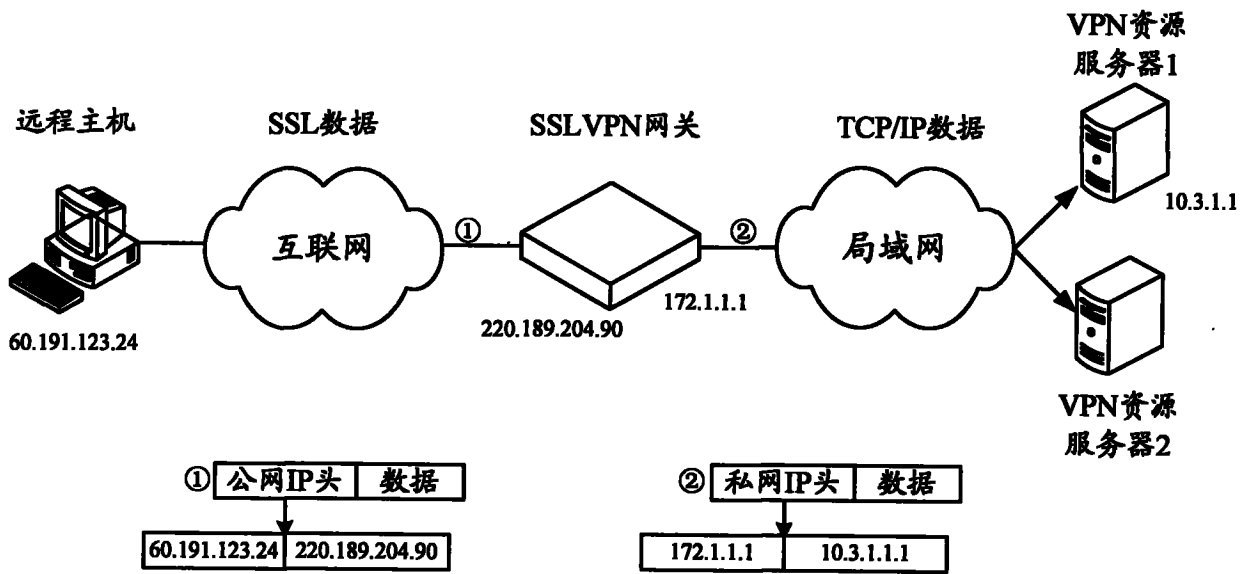 VPN资源
服务器1
远程主机
SSL数据
SSLVPN网关
TCP/IP数据
10.3.1.1
①
②
互联网
局域网
172.1.1.1
220.189.204.90
60.191.123.24
VPN资源
服务器2
① 公网IP头 数据
② 私网IP头 数据
60.191.123.24 220.189.204.90
172.1.1.1 10.3.1.1.1